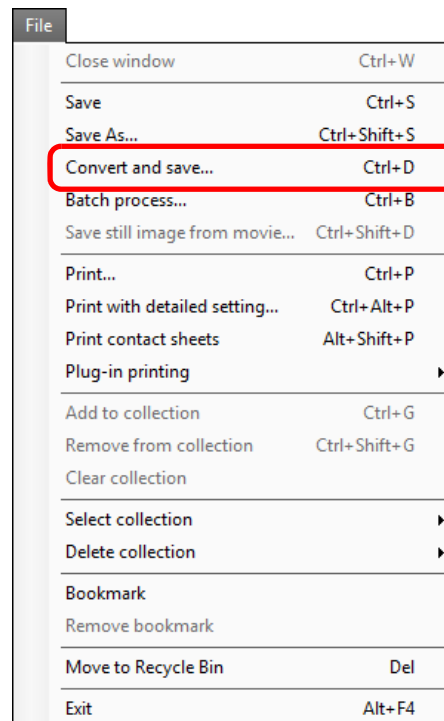 File
Close window Ctrl+W
Save Ctrl+S
Save As... Ctrl+Shift+S
Convert and save... Ctrl+D
Batch process... Ctrl+B
Save still image from movie... Ctrl+Shift+D
Print... Ctrl+P
Print with detailed setting... Ctrl+Alt+P
Print contact sheets Alt+Shift+P
Plug-in printing
Add to collection Ctrl+G
Remove from collection Ctrl+Shift+G
Clear collection
Select collection
Delete collection
Bookmark
Remove bookmark
Move to Recycle Bin Del
Exit Alt+F4